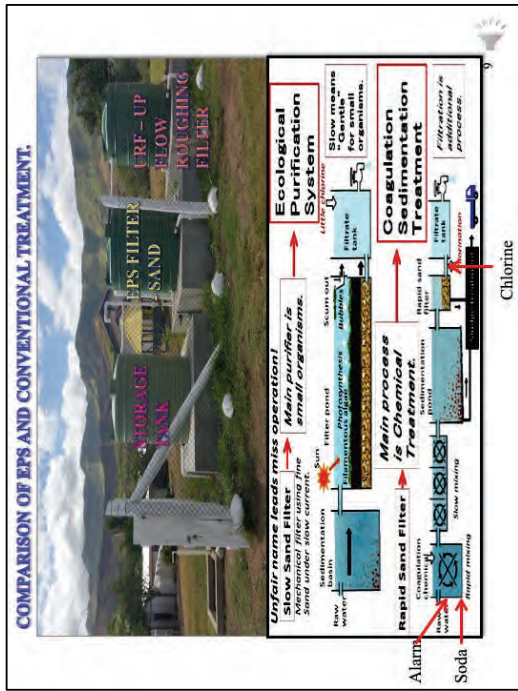 COMPARISON OF EPS AND CONVENTIONAL TREATMENT.
STORAGE
TANK
EPS FILTER
SAND
URF – UP
FLOW
ROUGHING
FILTER
Unfair name leads miss operation!
Slow Sand Filter
Mechanical filter using fine
Sand under slow current.
Main purifier is
small organisms.
Ecological
Purification
System
Sun
Little chlorine
Slow means
"Gentle"
for small
organisms.
Sedimentation
basin
Filter pond
Scum out
Photosynthesis
Bubbles
Filamentous algae
Filtrate
tank
Raw
water
Rapid Sand Filter
Main process
is Chemical
Treatment.
Coagulation
Sedimentation
Treatment
Coagulation
chemical
Sedimentation
pond
Rapid sand
filter
Filtrate
tank
Filtration is
additional
process.
Raw
water
Rapid mixing
Slow mixing
Alarm
Soda
Chlorine
9